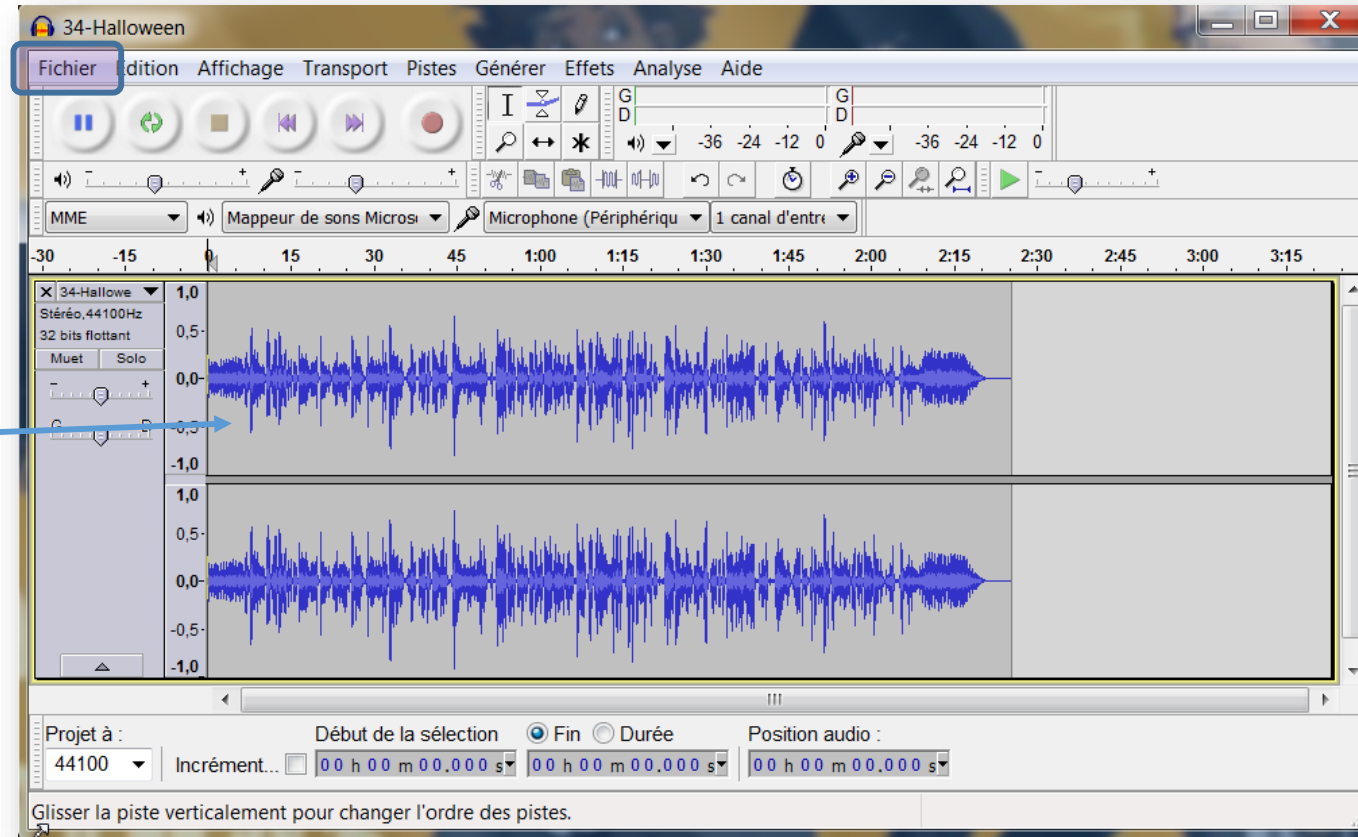 34-Halloween
Fichier Edition Affichage Transport Pistes Générer Effets Analyse Aide
G G
D D
-36 -24 -12 0 -36 -24 -12 0
- + - + - +
MME Mappeur de sons Microso Microphone (Périphériqu 1 canal d'entré
-30 -15 0 15 30 45 1:00 1:15 1:30 1:45 2:00 2:15 2:30 2:45 3:00 3:15
X 34-Hallowe 1,0
Stéréo,44100Hz
32 bits flottant 0,5-
Muet Solo
- + 0,0-
G D -0,5-
-1,0
1,0
0,5-
0,0-
-0,5-
-1,0
Projet à : Début de la sélection Fin Durée Position audio :
44100 Incrément... 00 h 00 m 00.000 s 00 h 00 m 00.000 s 00 h 00 m 00.000 s
Glisser la piste verticalement pour changer l'ordre des pistes.